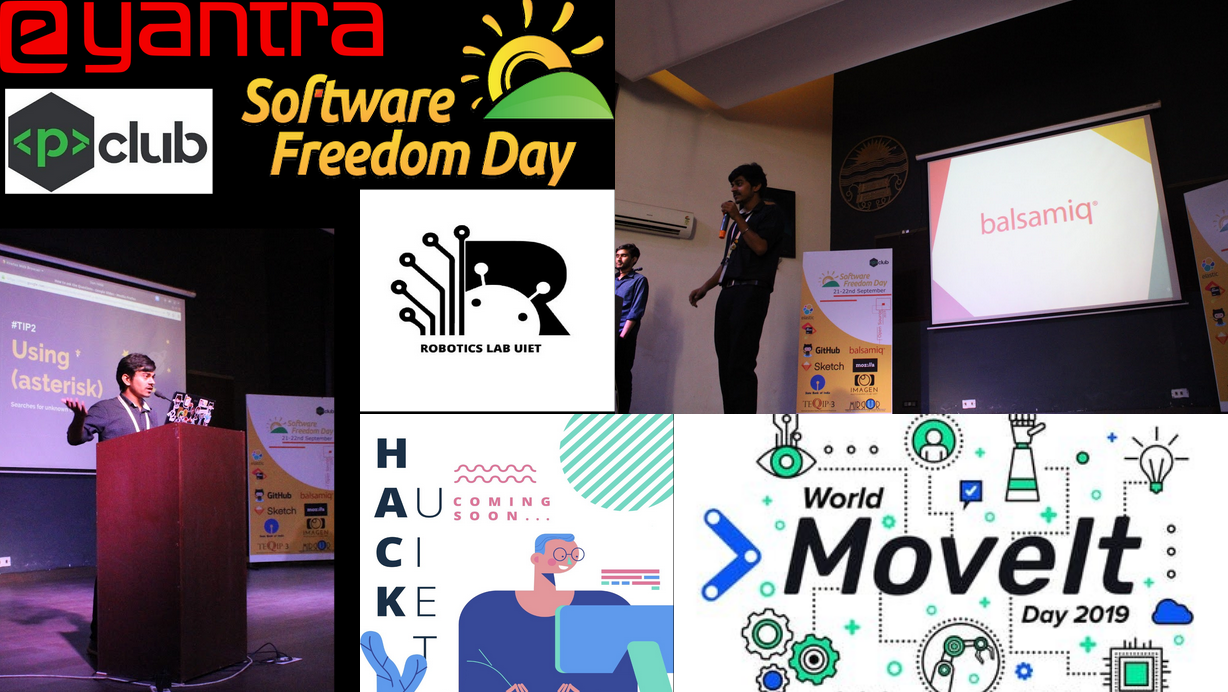 eyantra
<p> club
Software
Freedom Day
ROBOTICS LAB UIET
balsamiq®
<p>club
Software
Freedom Day
21-22nd September
GitHub balsamiq
Sketch mozilla
IMAGEN
TEQIP-3
#TIP2
Using *
(asterisk)
Software
Freedom Day
21-22nd September
GitHub balsamiq
Sketch mozilla
IMAGEN
TEQIP-3
H
A U
C I
K E
T
COMING
SOON...
World
MoveIt
Day 2019